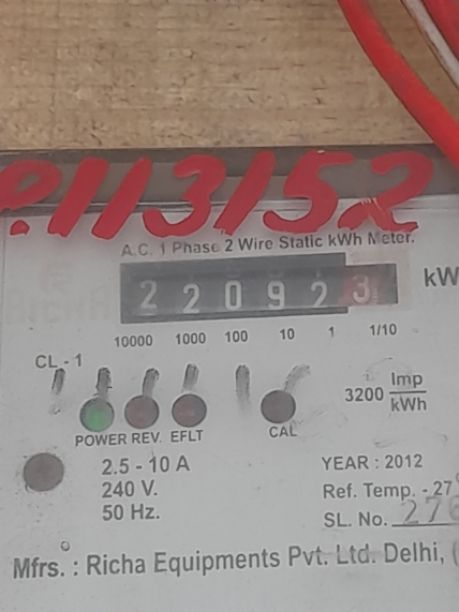 P.113152
A.C. 1 Phase 2 Wire Static kWh Meter.
2 2 0 9 2 3
10000 1000 100 10 1 1/10
CL - 1
3200 Imp/kWh
POWER REV. EFLT CAL
2.5 - 10 A
240 V.
50 Hz.
YEAR : 2012
Ref. Temp. - 27
SL. No. 276
Mfrs. : Richa Equipments Pvt. Ltd. Delhi, (